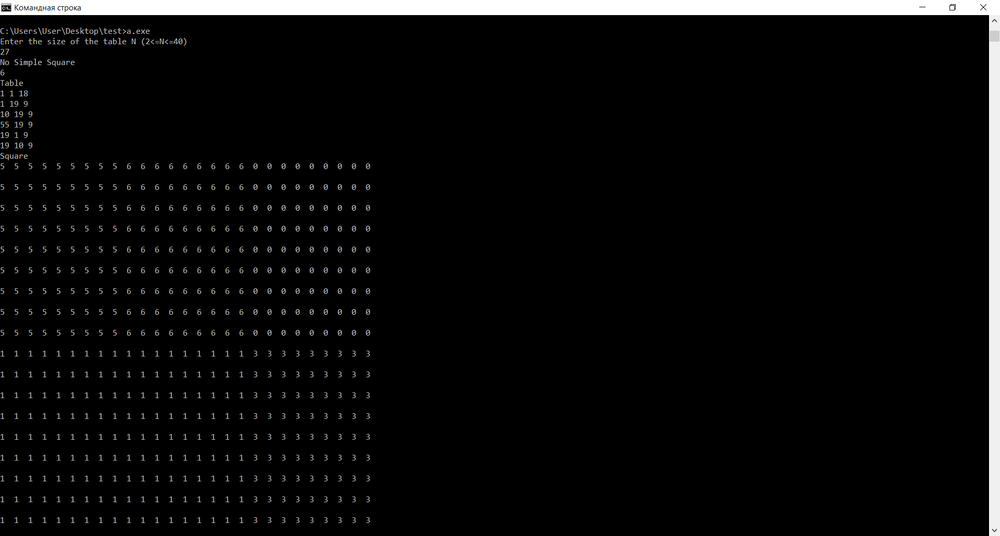 Командная строка
C:\Users\User\Desktop\test>a.exe
Enter the size of the table N (2<=N<=40)
27
No Simple Square
6
Table
1 1 18
1 19 9
10 19 9
55 19 9
19 1 9
19 10 9
Square
5  5  5  5  5  5  5  5  5  6  6  6  6  6  6  6  6  6  0  0  0  0  0  0  0  0  0
5  5  5  5  5  5  5  5  5  6  6  6  6  6  6  6  6  6  0  0  0  0  0  0  0  0  0
5  5  5  5  5  5  5  5  5  6  6  6  6  6  6  6  6  6  0  0  0  0  0  0  0  0  0
5  5  5  5  5  5  5  5  5  6  6  6  6  6  6  6  6  6  0  0  0  0  0  0  0  0  0
5  5  5  5  5  5  5  5  5  6  6  6  6  6  6  6  6  6  0  0  0  0  0  0  0  0  0
5  5  5  5  5  5  5  5  5  6  6  6  6  6  6  6  6  6  0  0  0  0  0  0  0  0  0
5  5  5  5  5  5  5  5  5  6  6  6  6  6  6  6  6  6  0  0  0  0  0  0  0  0  0
5  5  5  5  5  5  5  5  5  6  6  6  6  6  6  6  6  6  0  0  0  0  0  0  0  0  0
5  5  5  5  5  5  5  5  5  6  6  6  6  6  6  6  6  6  0  0  0  0  0  0  0  0  0
1  1  1  1  1  1  1  1  1  1  1  1  1  1  1  1  1  1  3  3  3  3  3  3  3  3  3
1  1  1  1  1  1  1  1  1  1  1  1  1  1  1  1  1  1  3  3  3  3  3  3  3  3  3
1  1  1  1  1  1  1  1  1  1  1  1  1  1  1  1  1  1  3  3  3  3  3  3  3  3  3
1  1  1  1  1  1  1  1  1  1  1  1  1  1  1  1  1  1  3  3  3  3  3  3  3  3  3
1  1  1  1  1  1  1  1  1  1  1  1  1  1  1  1  1  1  3  3  3  3  3  3  3  3  3
1  1  1  1  1  1  1  1  1  1  1  1  1  1  1  1  1  1  3  3  3  3  3  3  3  3  3
1  1  1  1  1  1  1  1  1  1  1  1  1  1  1  1  1  1  3  3  3  3  3  3  3  3  3
1  1  1  1  1  1  1  1  1  1  1  1  1  1  1  1  1  1  3  3  3  3  3  3  3  3  3
1  1  1  1  1  1  1  1  1  1  1  1  1  1  1  1  1  1  3  3  3  3  3  3  3  3  3